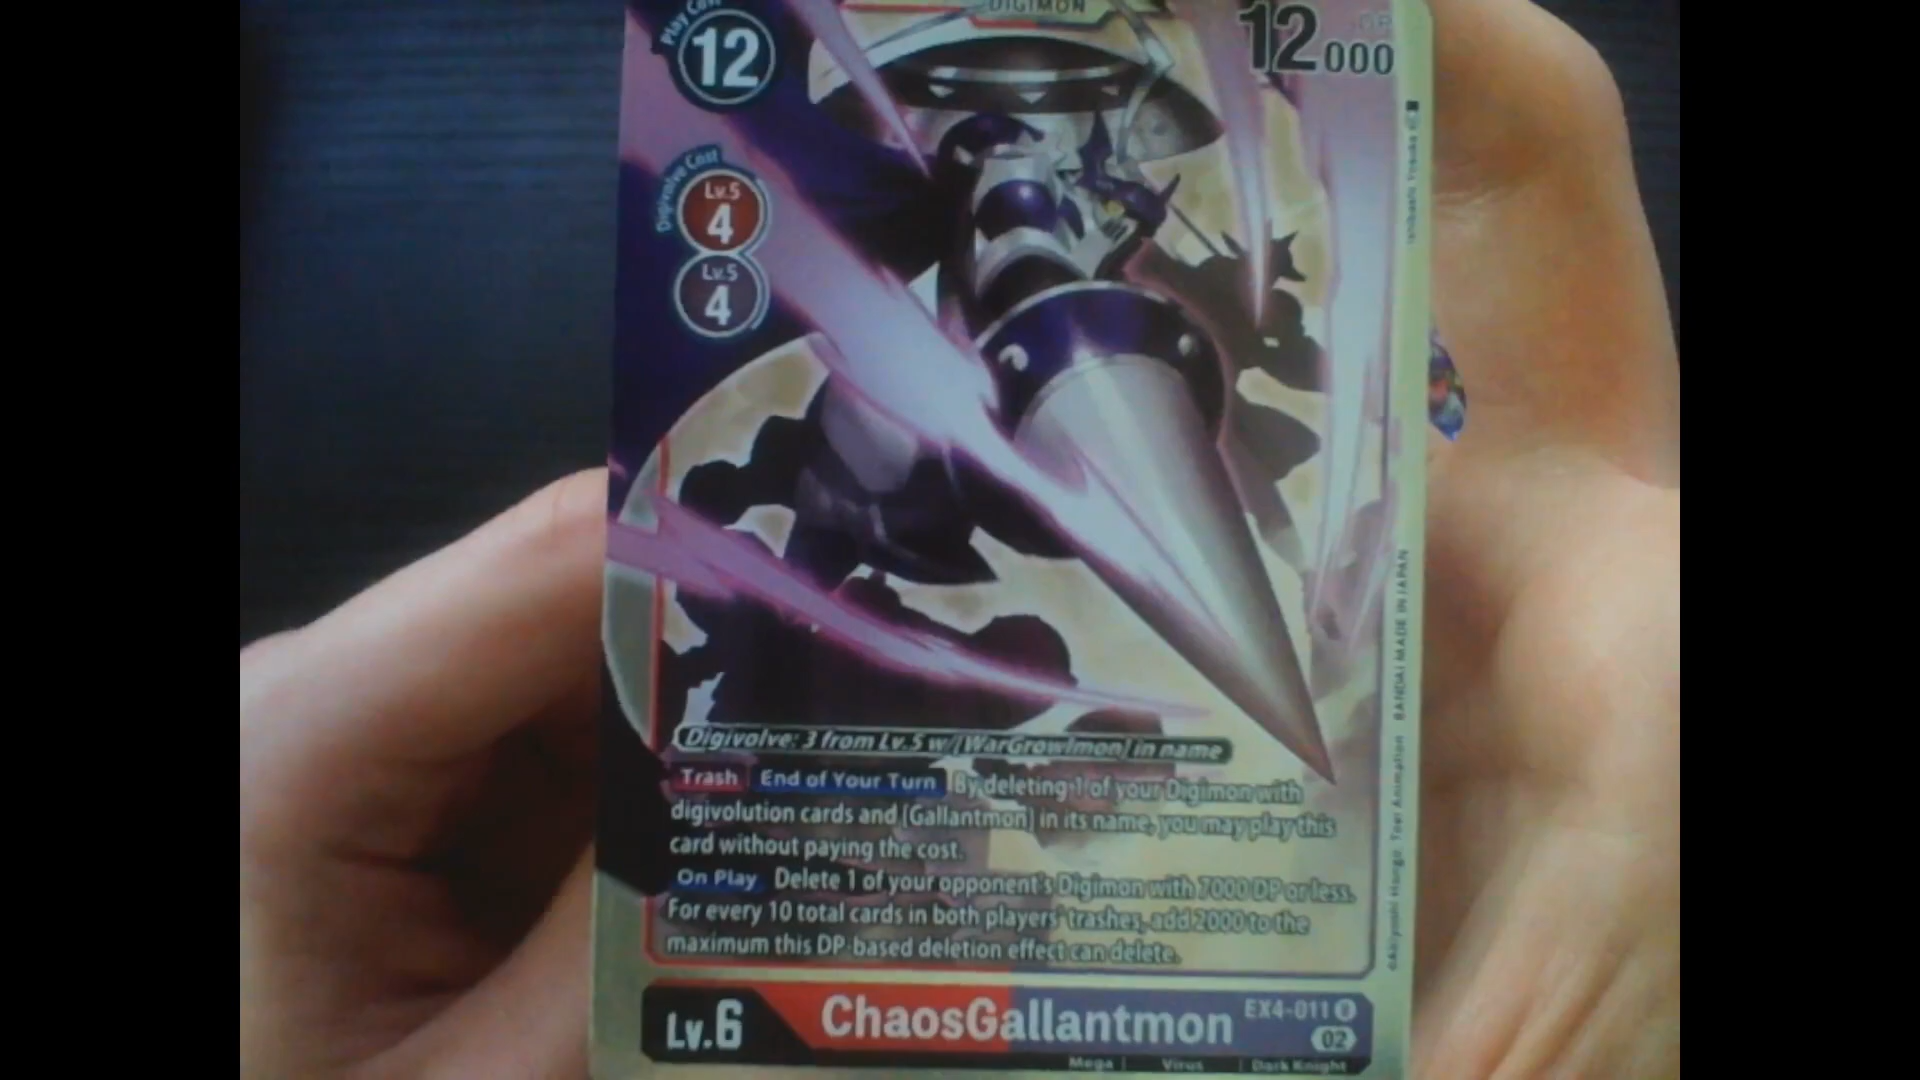 DIGIMON
Play Cost
12
DP
12000
Digivolve Cost
Lv.5
4
Lv.5
4
BANDAI MADE IN JAPAN
Digivolve: 3 from Lv.5 w/[WarGrowlmon] in name
Trash End of Your Turn By deleting 1 of your Digimon with
digivolution cards and [Gallantmon] in its name, you may play this
card without paying the cost.
On Play Delete 1 of your opponent's Digimon with 7000 DP or less.
For every 10 total cards in both players' trashes, add 2000 to the
maximum this DP-based deletion effect can delete.
Lv.6
ChaosGallantmon
EX4-011 R
02
Mega | Virus | Dark Knight